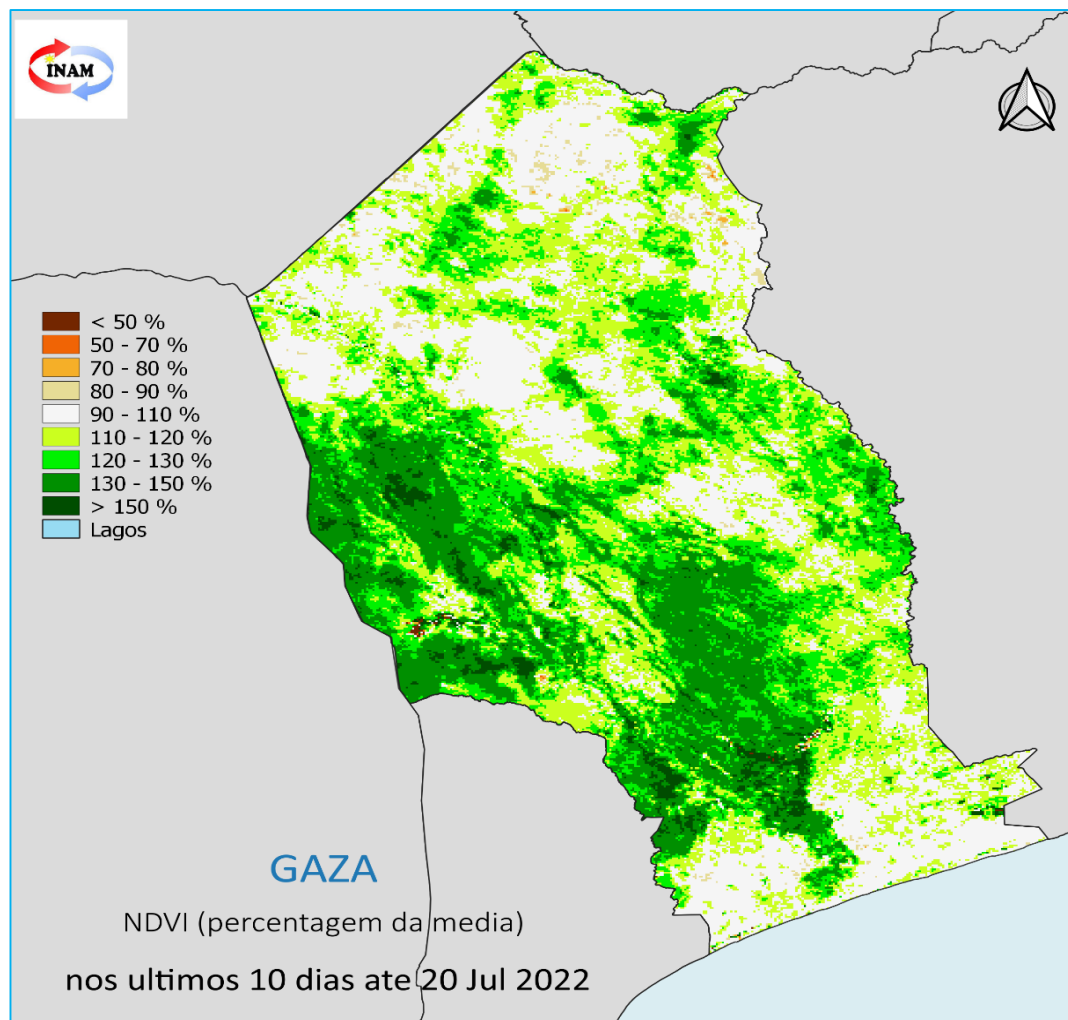 INAM
< 50 %
50 - 70 %
70 - 80 %
80 - 90 %
90 - 110 %
110 - 120 %
120 - 130 %
130 - 150 %
> 150 %
Lagos
GAZA
NDVI (percentagem da media)
nos ultimos 10 dias ate 20 Jul 2022